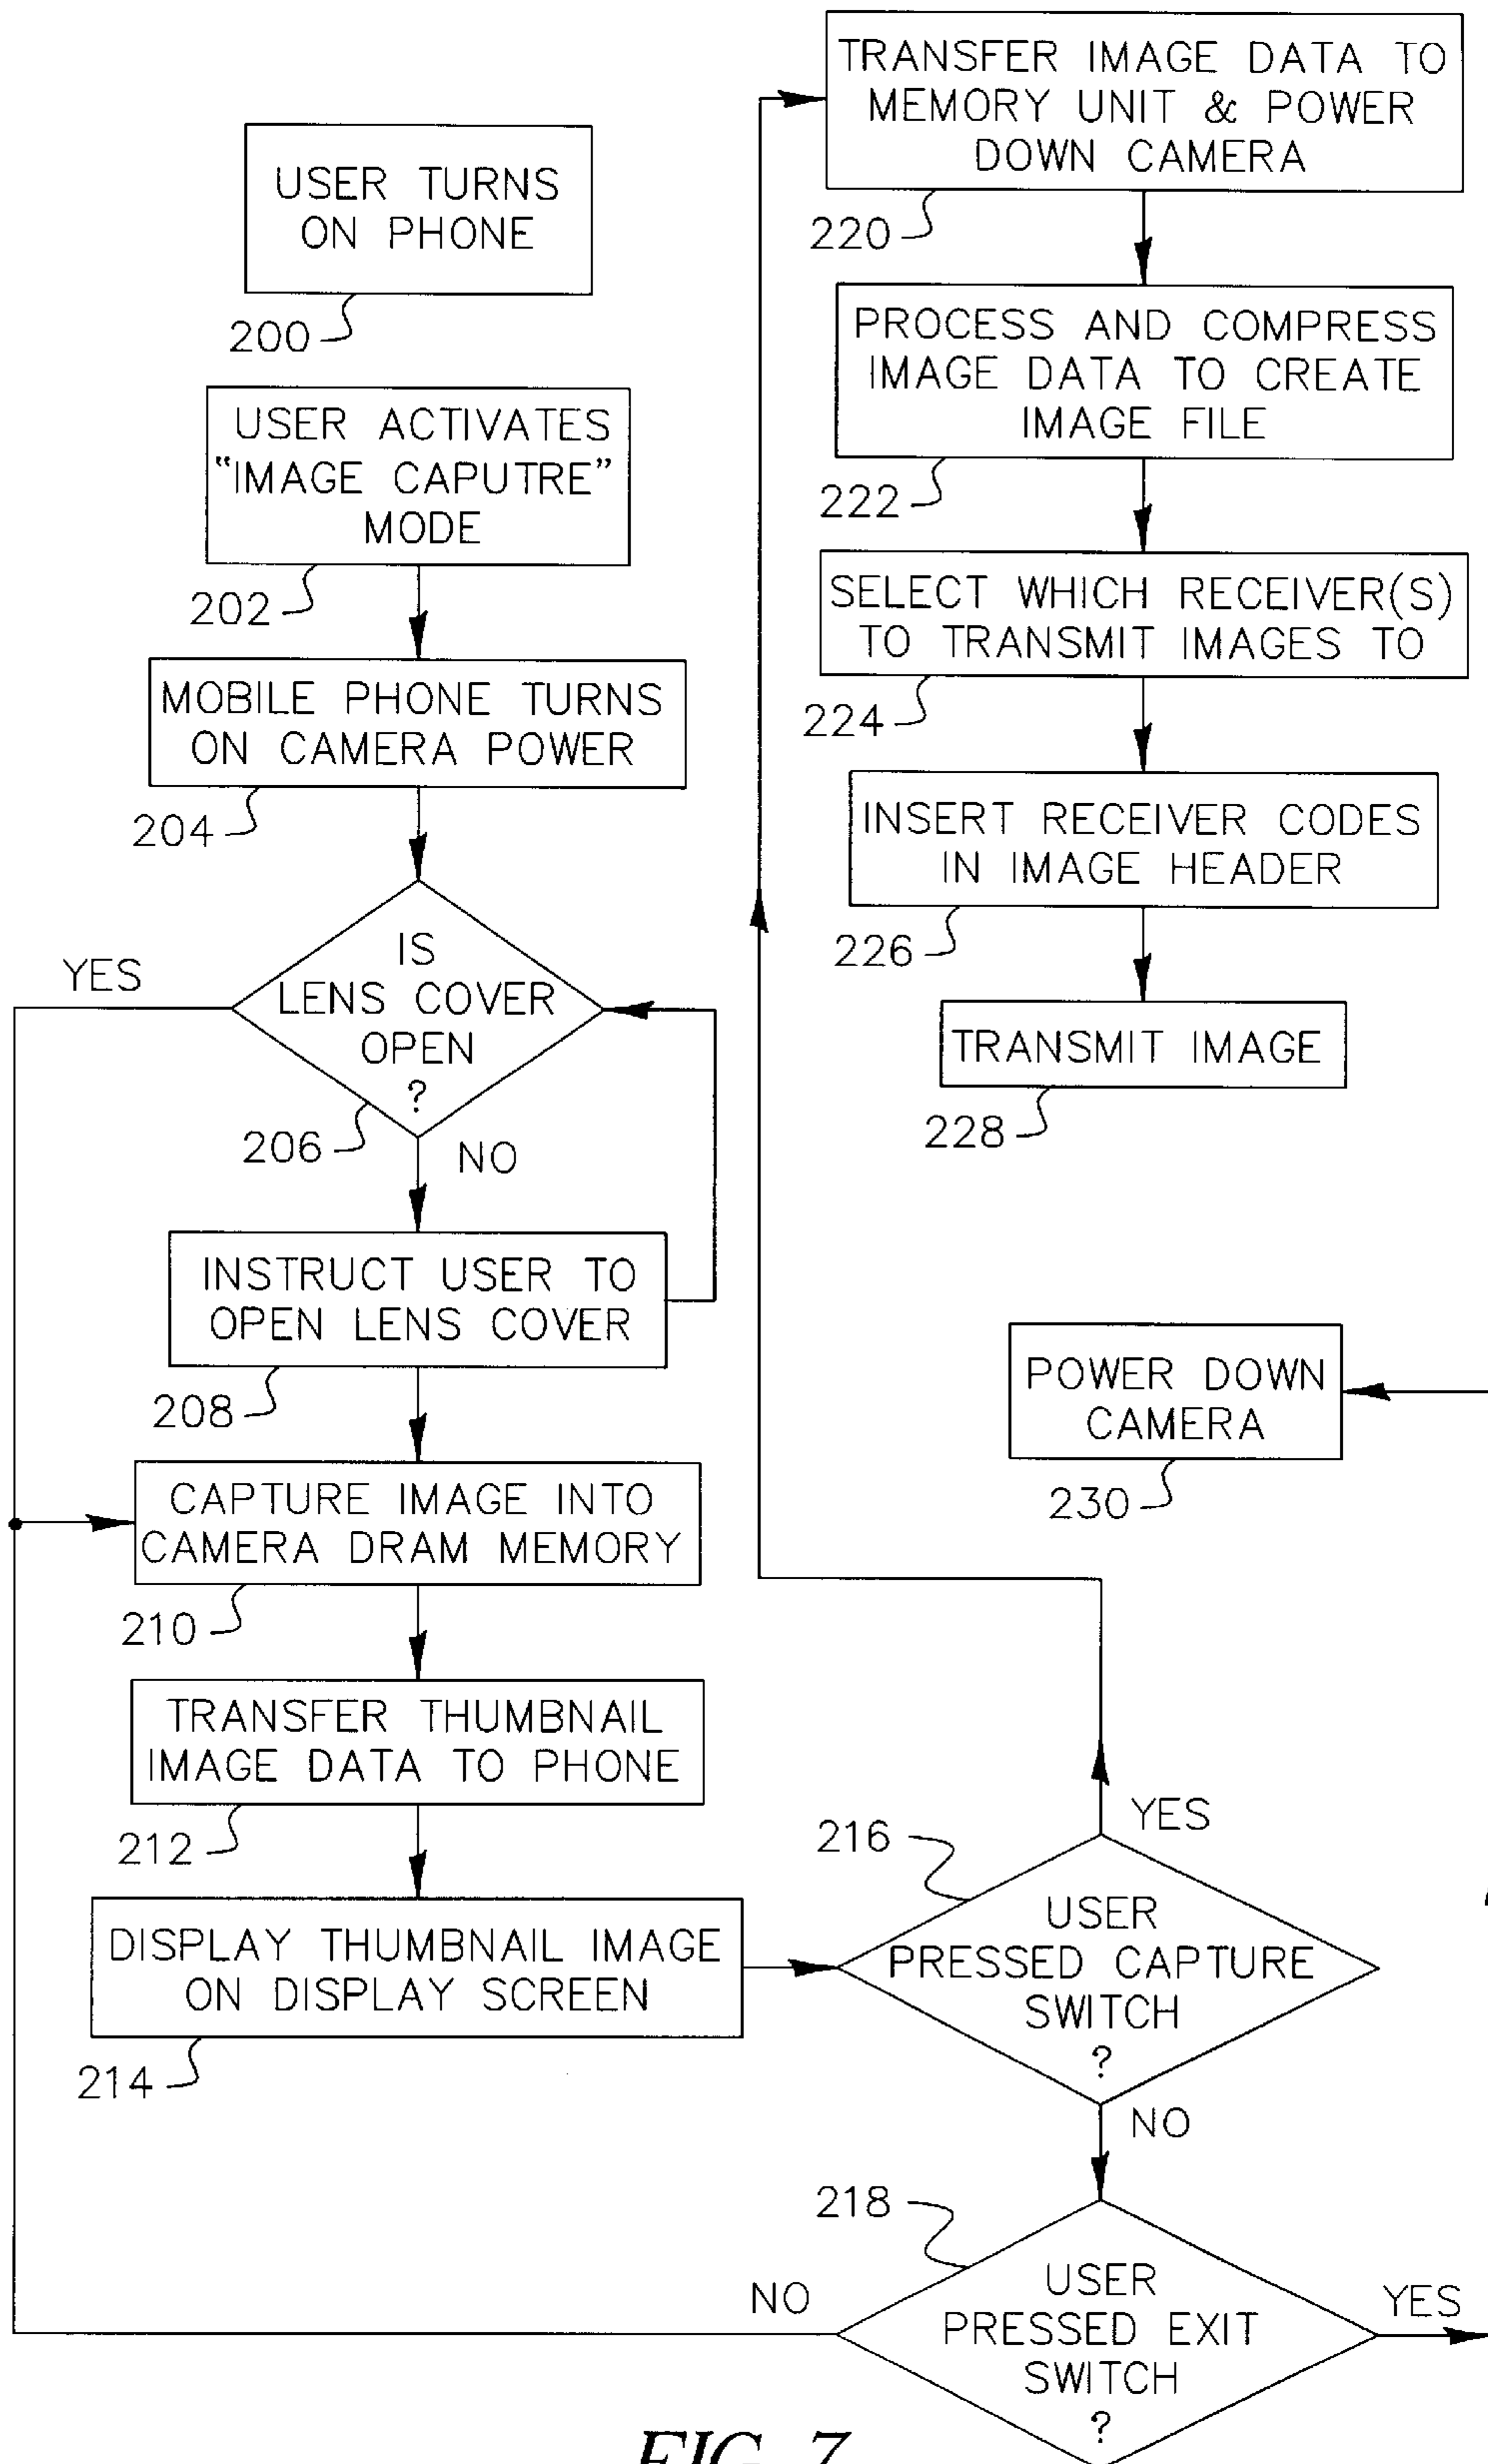 USER TURNS
ON PHONE
200
USER ACTIVATES
"IMAGE CAPUTRE"
MODE
202
MOBILE PHONE TURNS
ON CAMERA POWER
204
IS
LENS COVER
OPEN
?
YES
206
NO
INSTRUCT USER TO
OPEN LENS COVER
208
CAPTURE IMAGE INTO
CAMERA DRAM MEMORY
210
TRANSFER THUMBNAIL
IMAGE DATA TO PHONE
212
DISPLAY THUMBNAIL IMAGE
ON DISPLAY SCREEN
214
216
YES
USER
PRESSED CAPTURE
SWITCH
?
NO
218
USER
PRESSED EXIT
SWITCH
?
NO
YES
TRANSFER IMAGE DATA TO
MEMORY UNIT & POWER
DOWN CAMERA
220
PROCESS AND COMPRESS
IMAGE DATA TO CREATE
IMAGE FILE
222
SELECT WHICH RECEIVER(S)
TO TRANSMIT IMAGES TO
224
INSERT RECEIVER CODES
IN IMAGE HEADER
226
TRANSMIT IMAGE
228
POWER DOWN
CAMERA
230
FIG. 7